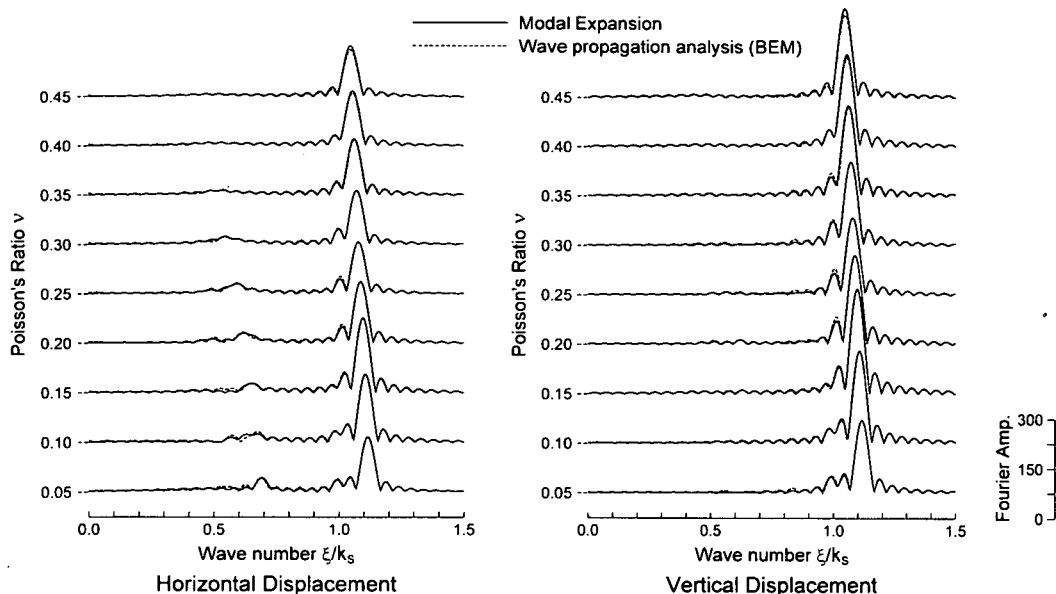 Modal Expansion
Wave propagation analysis (BEM)
Poisson's Ratio ν
0.45
0.40
0.35
0.30
0.25
0.20
0.15
0.10
0.05
0.0 0.5 1.0 1.5
Wave number ξ/kₛ
Horizontal Displacement
Poisson's Ratio ν
0.45
0.40
0.35
0.30
0.25
0.20
0.15
0.10
0.05
0.0 0.5 1.0 1.5
Wave number ξ/kₛ
Vertical Displacement
Fourier Amp.
300
150
0